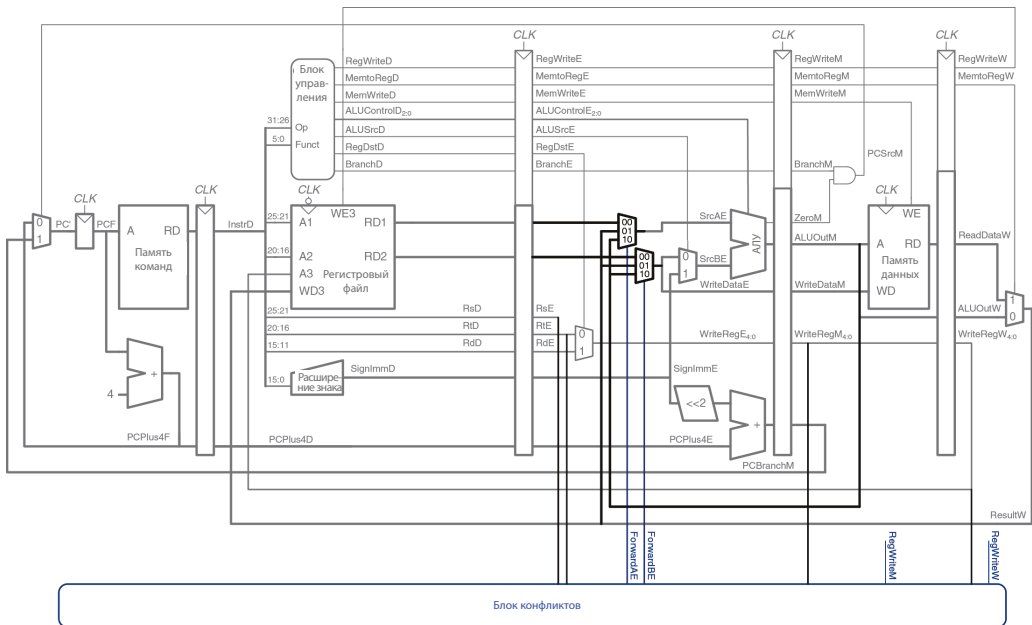 CLK
CLK
CLK
Блок
управ-
ления
RegWriteD
RegWriteE
RegWriteM
RegWriteW
MemtoRegD
MemtoRegE
MemtoRegM
MemtoRegW
MemWriteD
MemWriteE
MemWriteM
ALUControlD2:0
ALUControlE2:0
31:26
Op
ALUSrcD
ALUSrcE
5:0
Funct
RegDstD
RegDstE
PCSrcM
BranchD
BranchE
BranchM
CLK
CLK
CLK
CLK
0
1
PC'
PCF
A
RD
Память
команд
InstrD
25:21
A1
WE3
RD1
20:16
A2
RD2
A3
Регистровый
WD3
файл
00
01
10
00
01
10
SrcAE
0
1
SrcBE
АЛУ
ZeroM
ALUOutM
WE
A
RD
Память
данных
WD
ReadDataW
WriteDataE
WriteDataM
1
0
ALUOutW
25:21
RsD
RsE
20:16
RtD
RtE
15:11
RdD
RdE
0
1
WriteRegE4:0
WriteRegM4:0
WriteRegW4:0
15:0
Расшире-
ние знака
SignImmD
SignImmE
+
4
<<2
+
PCPlus4F
PCPlus4D
PCPlus4E
PCBranchM
ResultW
ForwardAE
ForwardBE
RegWriteM
RegWriteW
Блок конфликтов